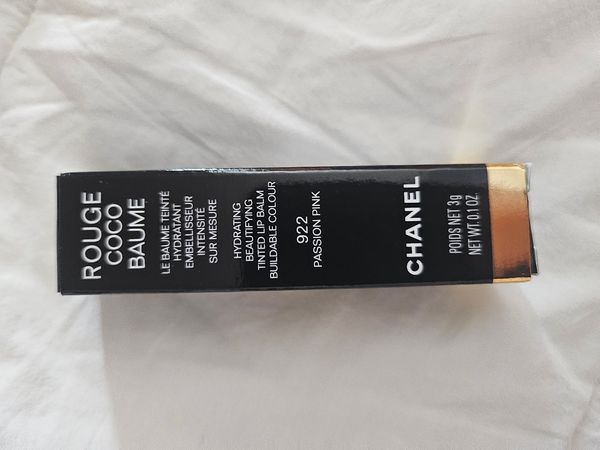 ROUGE
COCO
BAUME
LE BAUME TEINTÉ
HYDRATANT
EMBELLISSEUR
INTENSITÉ
SUR MESURE
HYDRATING
BEAUTIFYING
TINTED LIP BALM
BUILDABLE COLOUR
922
PASSION PINK
CHANEL
POIDS NET 3g
NET WT. 0.1 OZ.